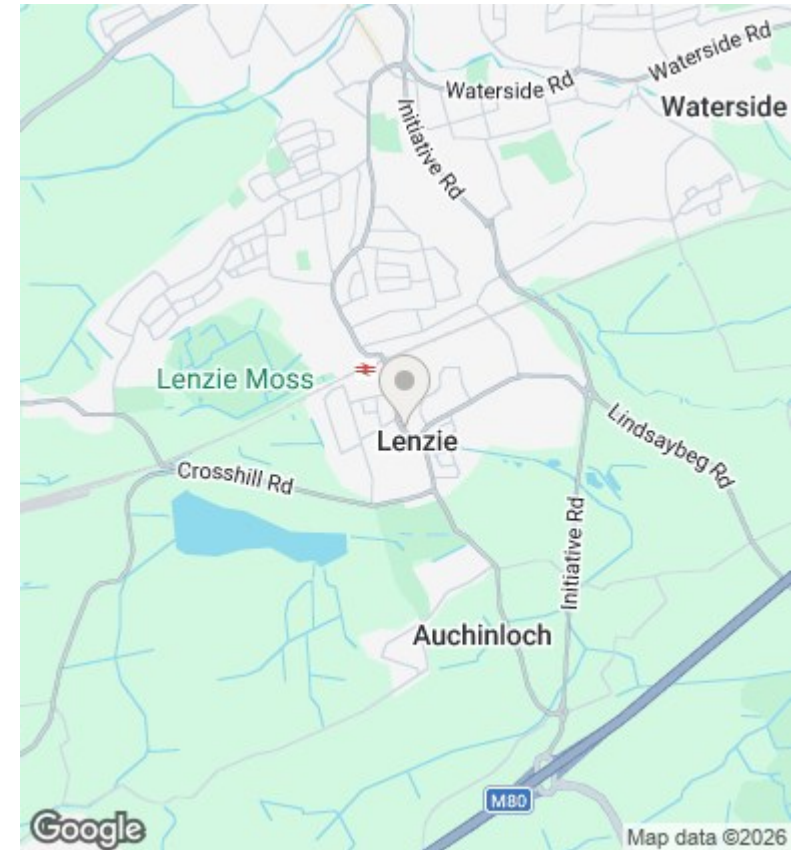 Waterside Rd
Waterside Rd
Waterside
Initiative Rd
Lenzie Moss
Lenzie
Lindsaybeg Rd
Crosshill Rd
Initiative Rd
Auchinloch
M80
Google
Map data ©2026